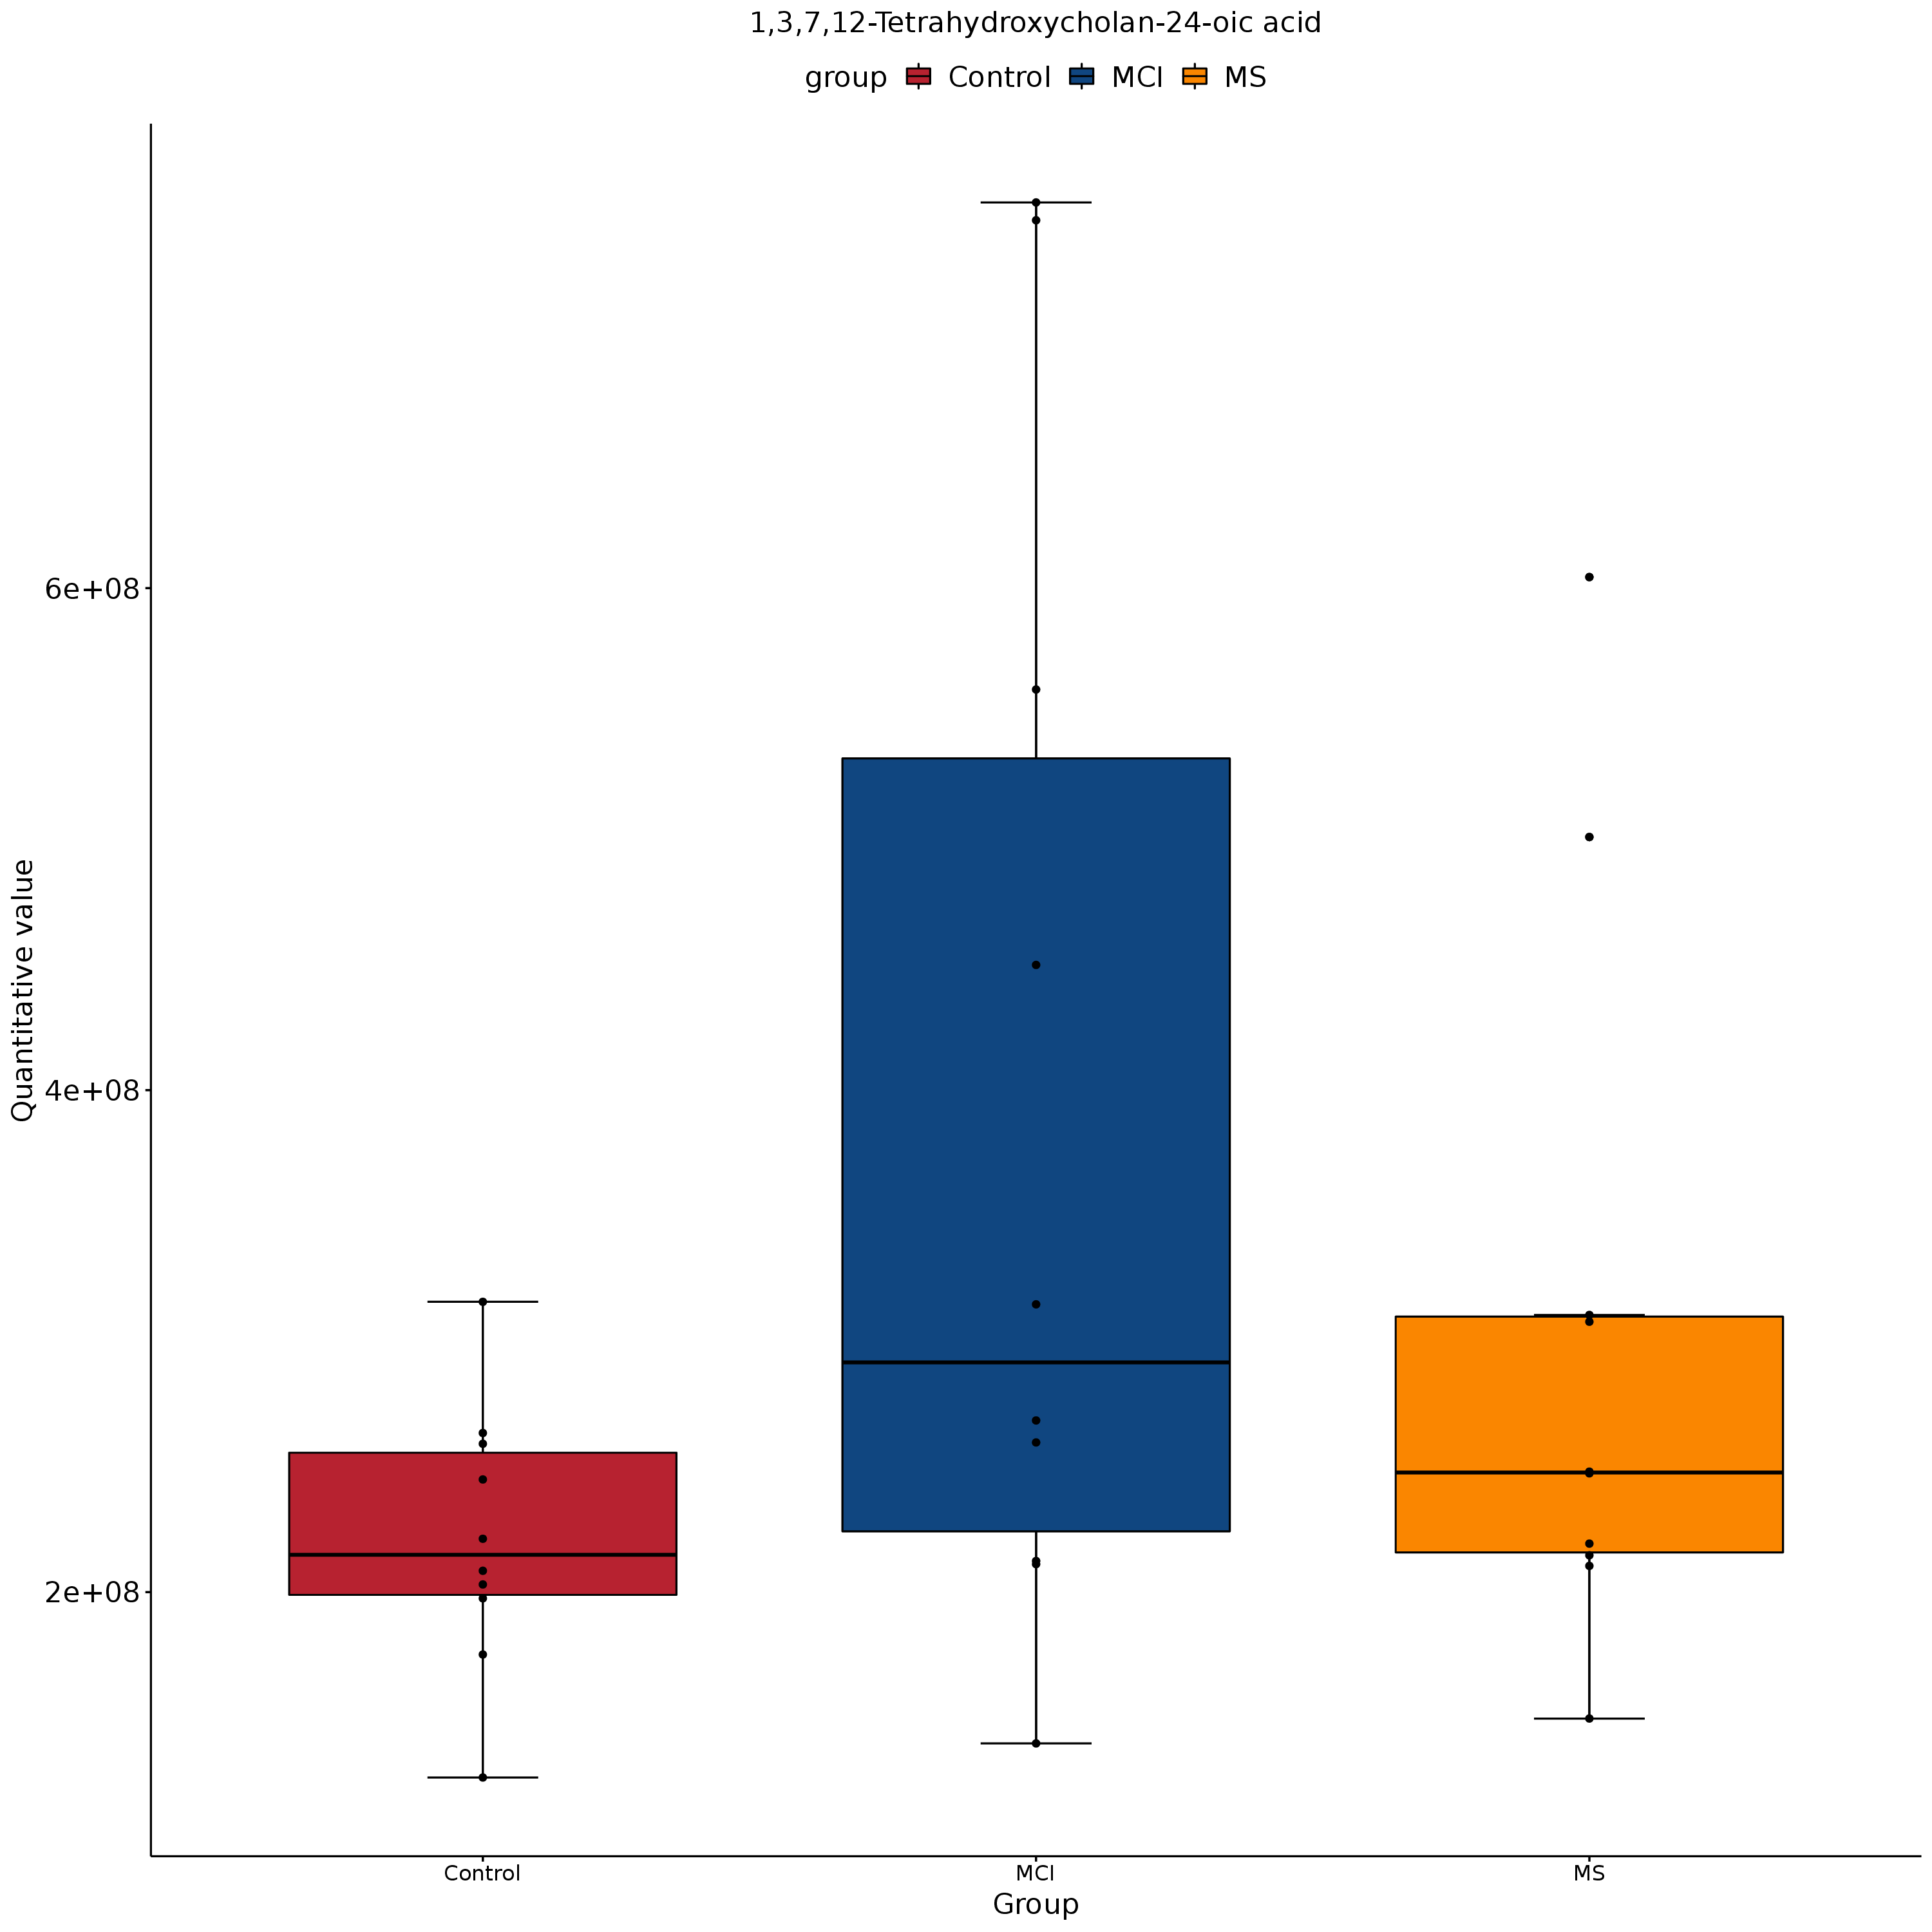 1,3,7,12-Tetrahydroxycholan-24-oic acid
group Control MCI MS
Quantitative value
6e+08
4e+08
2e+08
Control MCI MS
Group